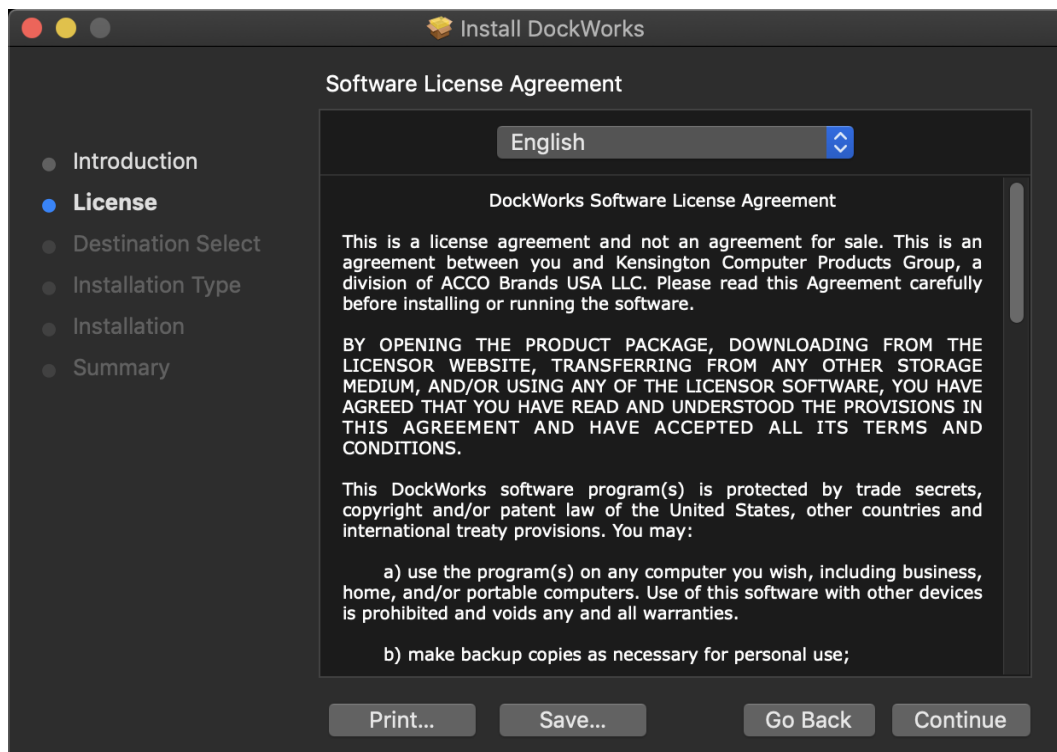 Install DockWorks
Software License Agreement
Introduction
License
Destination Select
Installation Type
Installation
Summary
English
DockWorks Software License Agreement
This is a license agreement and not an agreement for sale. This is an
agreement between you and Kensington Computer Products Group, a
division of ACCO Brands USA LLC. Please read this Agreement carefully
before installing or running the software.
BY OPENING THE PRODUCT PACKAGE, DOWNLOADING FROM THE
LICENSOR WEBSITE, TRANSFERRING FROM ANY OTHER STORAGE
MEDIUM, AND/OR USING ANY OF THE LICENSOR SOFTWARE, YOU HAVE
AGREED THAT YOU HAVE READ AND UNDERSTOOD THE PROVISIONS IN
THIS AGREEMENT AND HAVE ACCEPTED ALL ITS TERMS AND
CONDITIONS.
This DockWorks software program(s) is protected by trade secrets,
copyright and/or patent law of the United States, other countries and
international treaty provisions. You may:
a) use the program(s) on any computer you wish, including business,
home, and/or portable computers. Use of this software with other devices
is prohibited and voids any and all warranties.
b) make backup copies as necessary for personal use;
Print...
Save...
Go Back
Continue